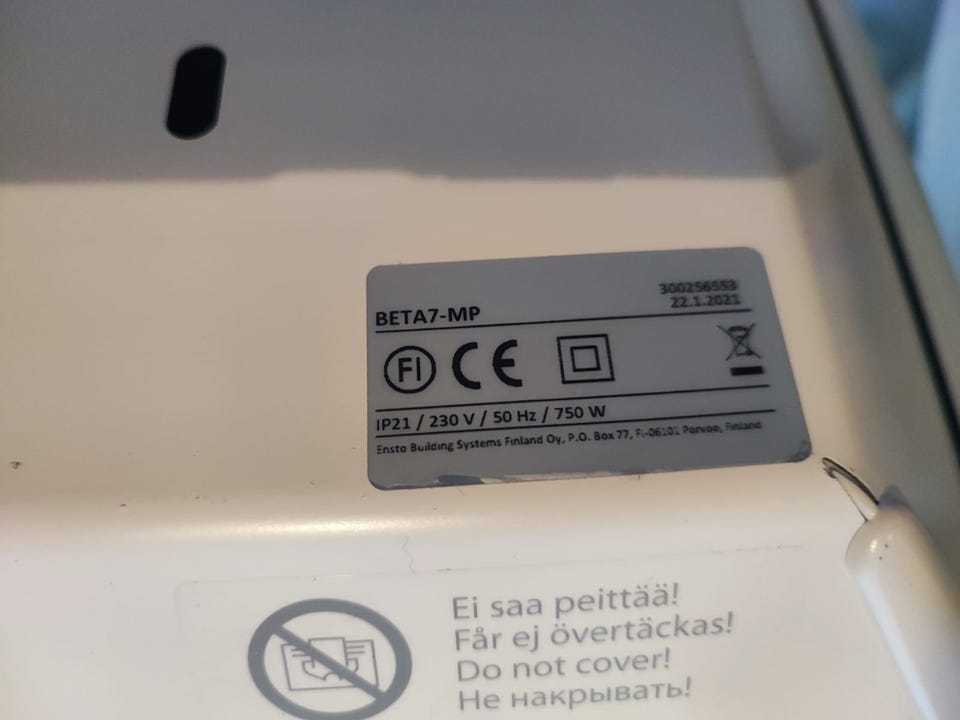 300256553
22.1.2021
BETA7-MP
FI CE
IP21 / 230 V / 50 Hz / 750 W
Ensto Building Systems Finland Oy, P.O. Box 77, FI-06101 Porvoo, Finland
Ei saa peittää!
Får ej övertäckas!
Do not cover!
Не накрывать!